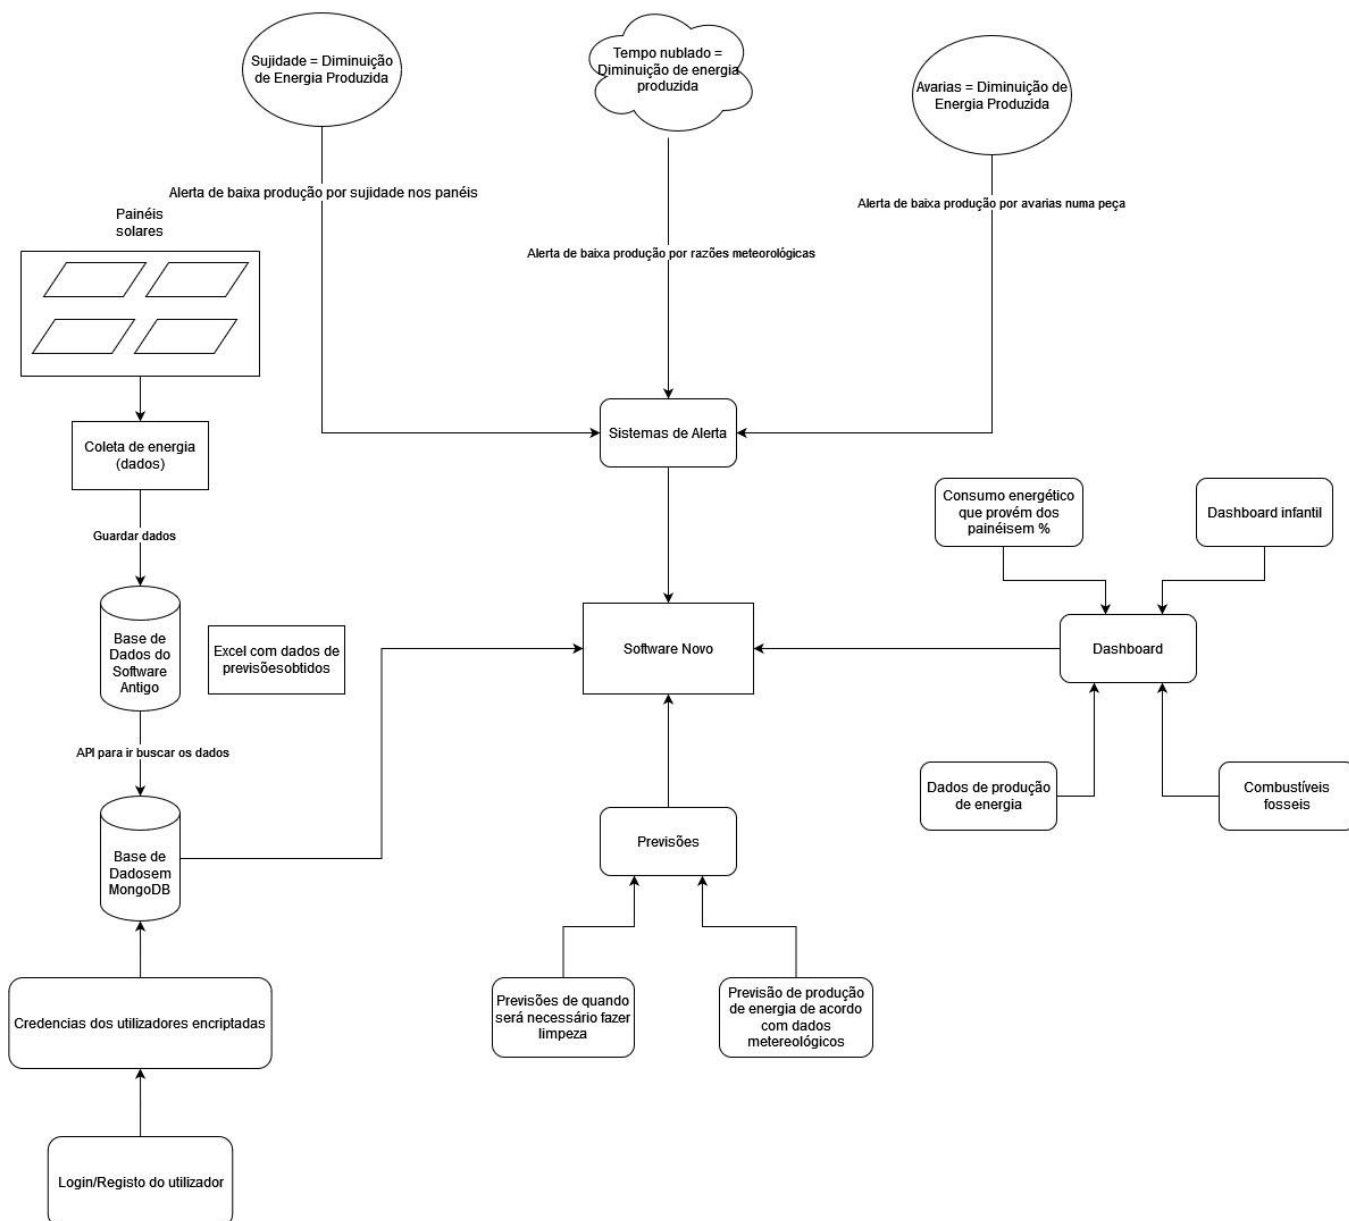 Sujidade = Diminuição
de Energia Produzida
Tempo nublado =
Diminuição de energia
produzida
Avarias = Diminuição de
Energia Produzida
Alerta de baixa produção por sujidade nos panéis
Alerta de baixa produção por avarias numa peça
Alerta de baixa produção por razões meteorológicas
Painéis
solares
Coleta de energia
(dados)
Guardar dados
Base de
Dados do
Software
Antigo
Excel com dados de
previsõesobtidos
API para ir buscar os dados
Base de
Dadosem
MongoDB
Credencias dos utilizadores encriptadas
Login/Registo do utilizador
Sistemas de Alerta
Software Novo
Previsões
Previsões de quando
será necessário fazer
limpeza
Previsão de produção
de energia de acordo
com dados
metereológicos
Consumo energético
que provém dos
painéisem %
Dashboard infantil
Dashboard
Dados de produção
de energia
Combustíveis
fosseis